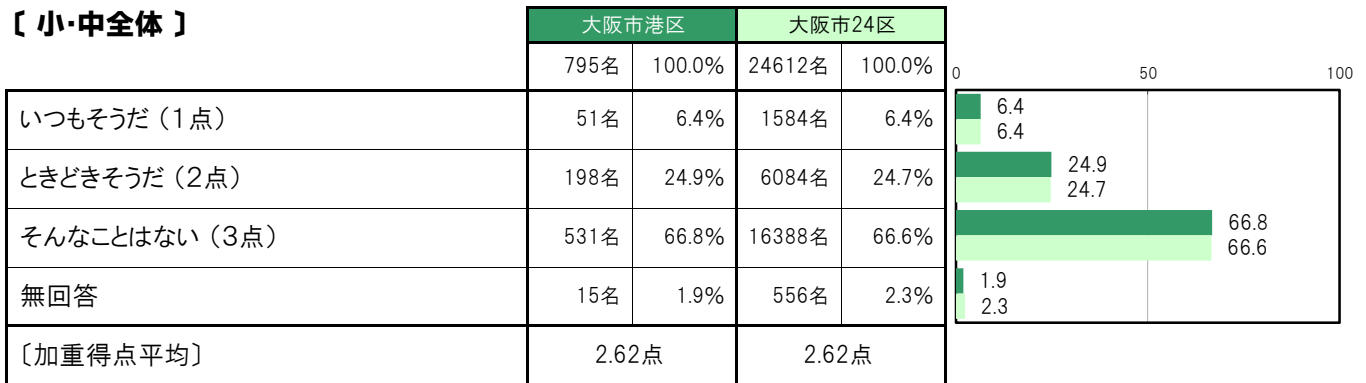 〔 小・中全体 〕
大阪市港区 大阪市24区
795名 100.0% 24612名 100.0%
0 50 100
いつもそうだ（１点） 51名 6.4% 1584名 6.4%
6.4
6.4
ときどきそうだ（２点） 198名 24.9% 6084名 24.7%
24.9
24.7
そんなことはない（３点） 531名 66.8% 16388名 66.6%
66.8
66.6
無回答 15名 1.9% 556名 2.3%
1.9
2.3
〔加重得点平均〕 2.62点 2.62点